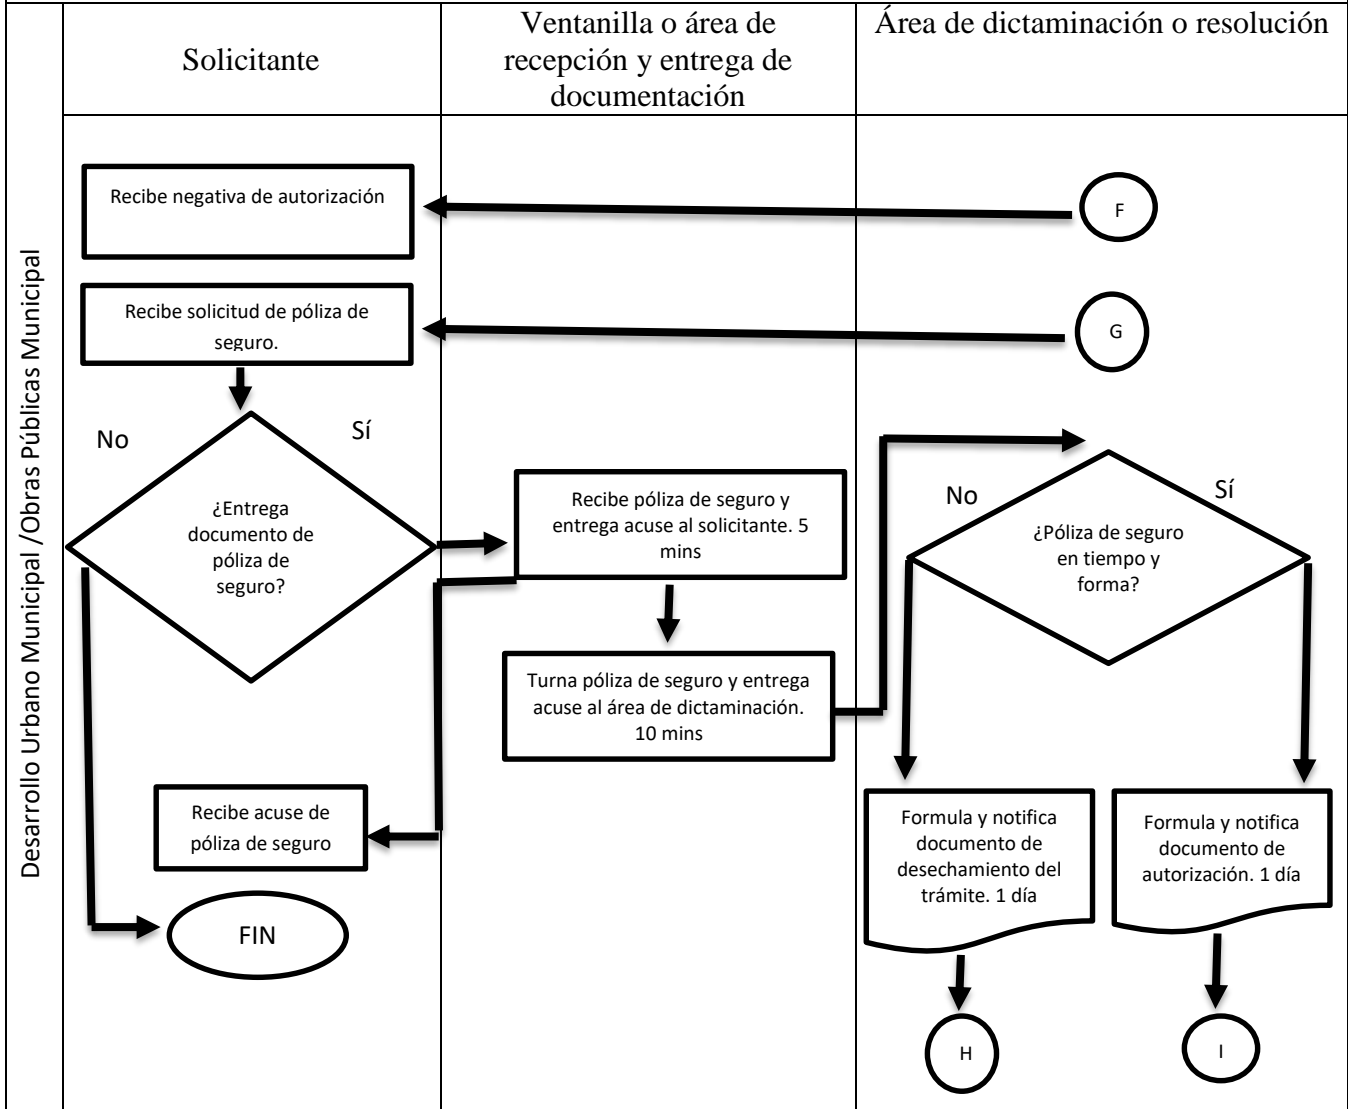 Solicitante
Ventanilla o área de
recepción y entrega de
documentación
Área de dictaminación o resolución
Desarrollo Urbano Municipal /Obras Públicas Municipal
Recibe negativa de autorización
F
Recibe solicitud de póliza de
seguro.
G
No
Sí
¿Entrega
documento de
póliza de
seguro?
Recibe póliza de seguro y
entrega acuse al solicitante. 5
mins
No
Sí
¿Póliza de seguro
en tiempo y
forma?
Turna póliza de seguro y entrega
acuse al área de dictaminación.
10 mins
Recibe acuse de
póliza de seguro
FIN
Formula y notifica
documento de
desechamiento del
trámite. 1 día
Formula y notifica
documento de
autorización. 1 día
H
I